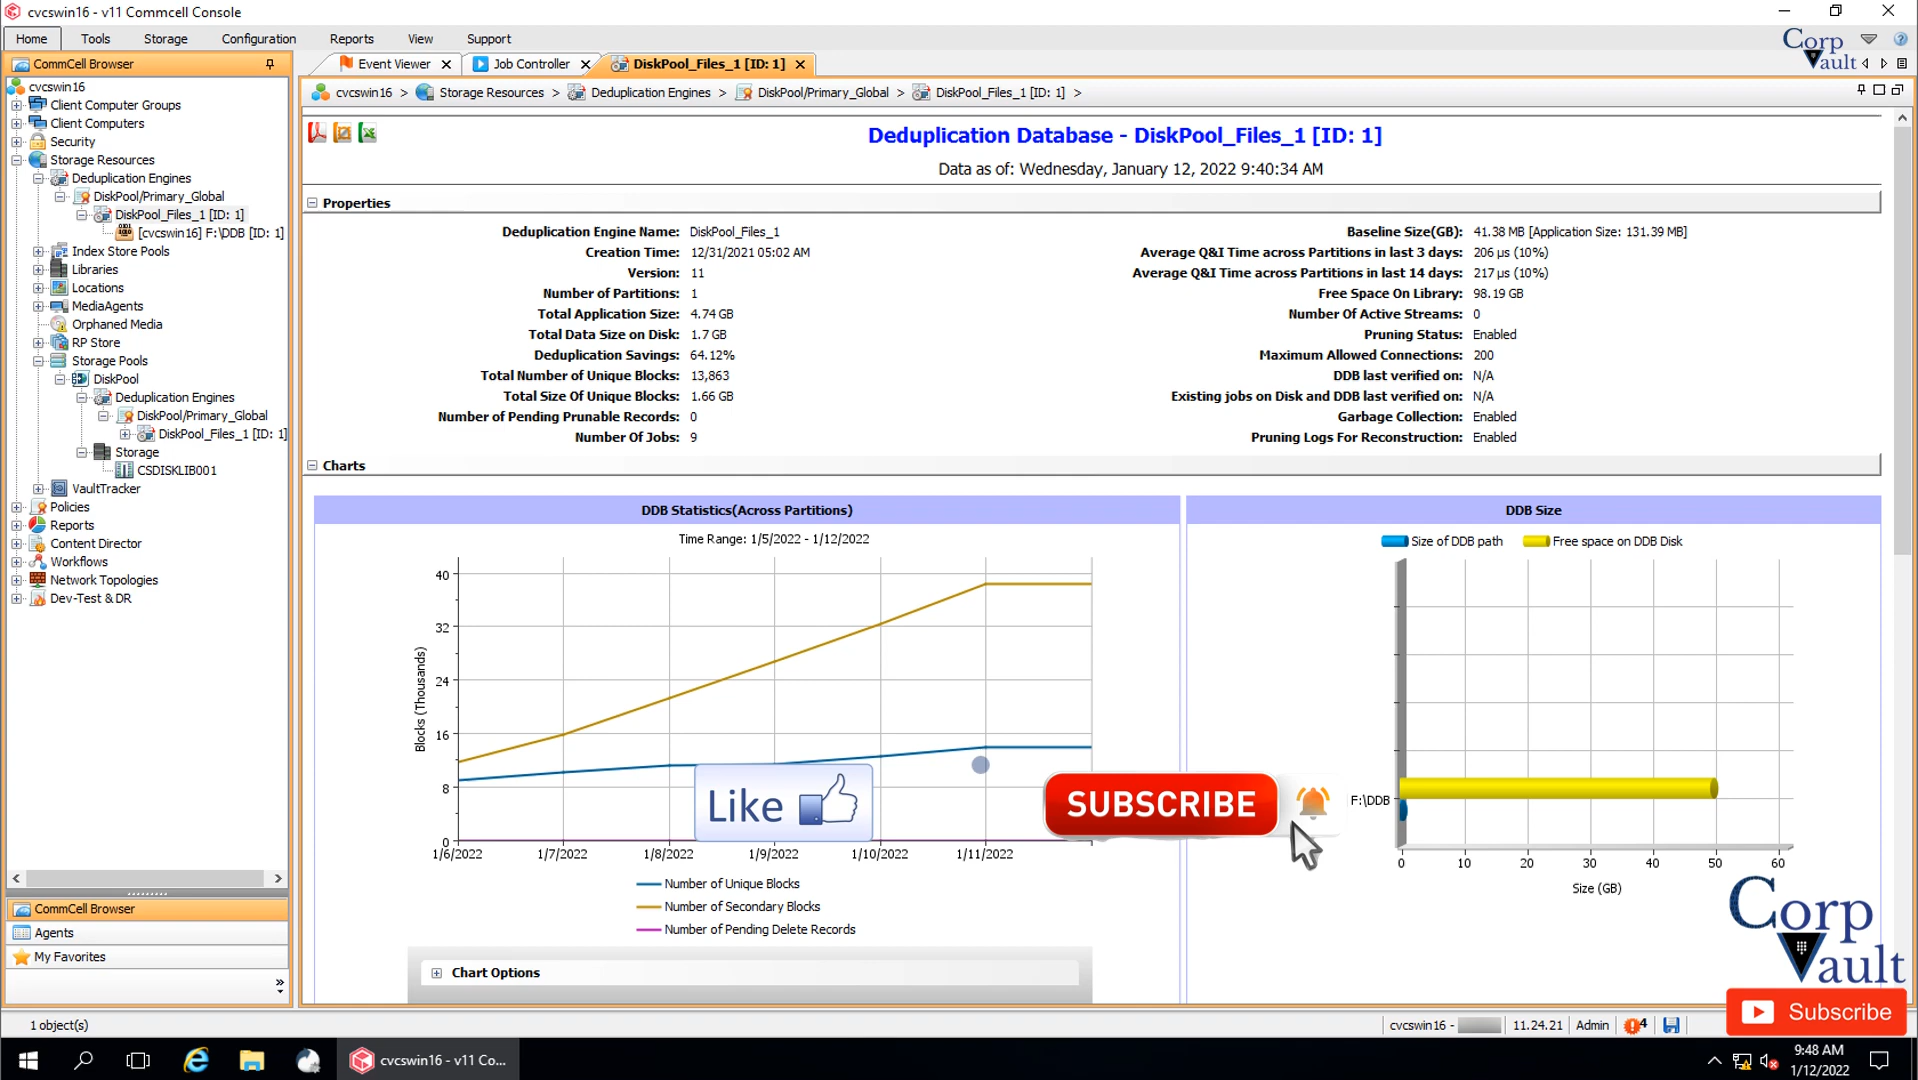 cvcswin16 - v11 Commcell Console
Home Tools Storage Configuration Reports View Support
Corp Vault
CommCell Browser
Event Viewer Job Controller DiskPool_Files_1 [ID: 1]
cvcswin16 > Storage Resources > Deduplication Engines > DiskPool/Primary_Global > DiskPool_Files_1 [ID: 1] >
cvcswin16
Client Computer Groups
Client Computers
Security
Storage Resources
Deduplication Engines
DiskPool/Primary_Global
DiskPool_Files_1 [ID: 1]
[cvcswin16] F:\DDB [ID: 1]
Index Store Pools
Libraries
Locations
MediaAgents
Orphaned Media
RP Store
Storage Pools
DiskPool
Deduplication Engines
DiskPool/Primary_Global
DiskPool_Files_1 [ID: 1]
Storage
CSDISKLIB001
VaultTracker
Policies
Reports
Content Director
Workflows
Network Topologies
Dev-Test & DR
CommCell Browser
Agents
My Favorites
Deduplication Database - DiskPool_Files_1 [ID: 1]
Data as of: Wednesday, January 12, 2022 9:40:34 AM
Properties
Deduplication Engine Name: DiskPool_Files_1
Creation Time: 12/31/2021 05:02 AM
Version: 11
Number of Partitions: 1
Total Application Size: 4.74 GB
Total Data Size on Disk: 1.7 GB
Deduplication Savings: 64.12%
Total Number of Unique Blocks: 13,863
Total Size Of Unique Blocks: 1.66 GB
Number of Pending Prunable Records: 0
Number Of Jobs: 9
Baseline Size(GB): 41.38 MB [Application Size: 131.39 MB]
Average Q&I Time across Partitions in last 3 days: 206 µs (10%)
Average Q&I Time across Partitions in last 14 days: 217 µs (10%)
Free Space On Library: 98.19 GB
Number Of Active Streams: 0
Pruning Status: Enabled
Maximum Allowed Connections: 200
DDB last verified on: N/A
Existing jobs on Disk and DDB last verified on: N/A
Garbage Collection: Enabled
Pruning Logs For Reconstruction: Enabled
Charts
DDB Statistics(Across Partitions)
Time Range: 1/5/2022 - 1/12/2022
Blocks (Thousands)
40
32
24
16
8
0
1/6/2022 1/7/2022 1/8/2022 1/9/2022 1/10/2022 1/11/2022
Number of Unique Blocks
Number of Secondary Blocks
Number of Pending Delete Records
Chart Options
Like
SUBSCRIBE
DDB Size
Size of DDB path Free space on DDB Disk
F:\DDB
0 10 20 30 40 50 60
Size (GB)
Corp Vault
Subscribe
1 object(s)
cvcswin16 - 11.24.21 Admin 4
cvcswin16 - v11 Co...
9:48 AM
1/12/2022